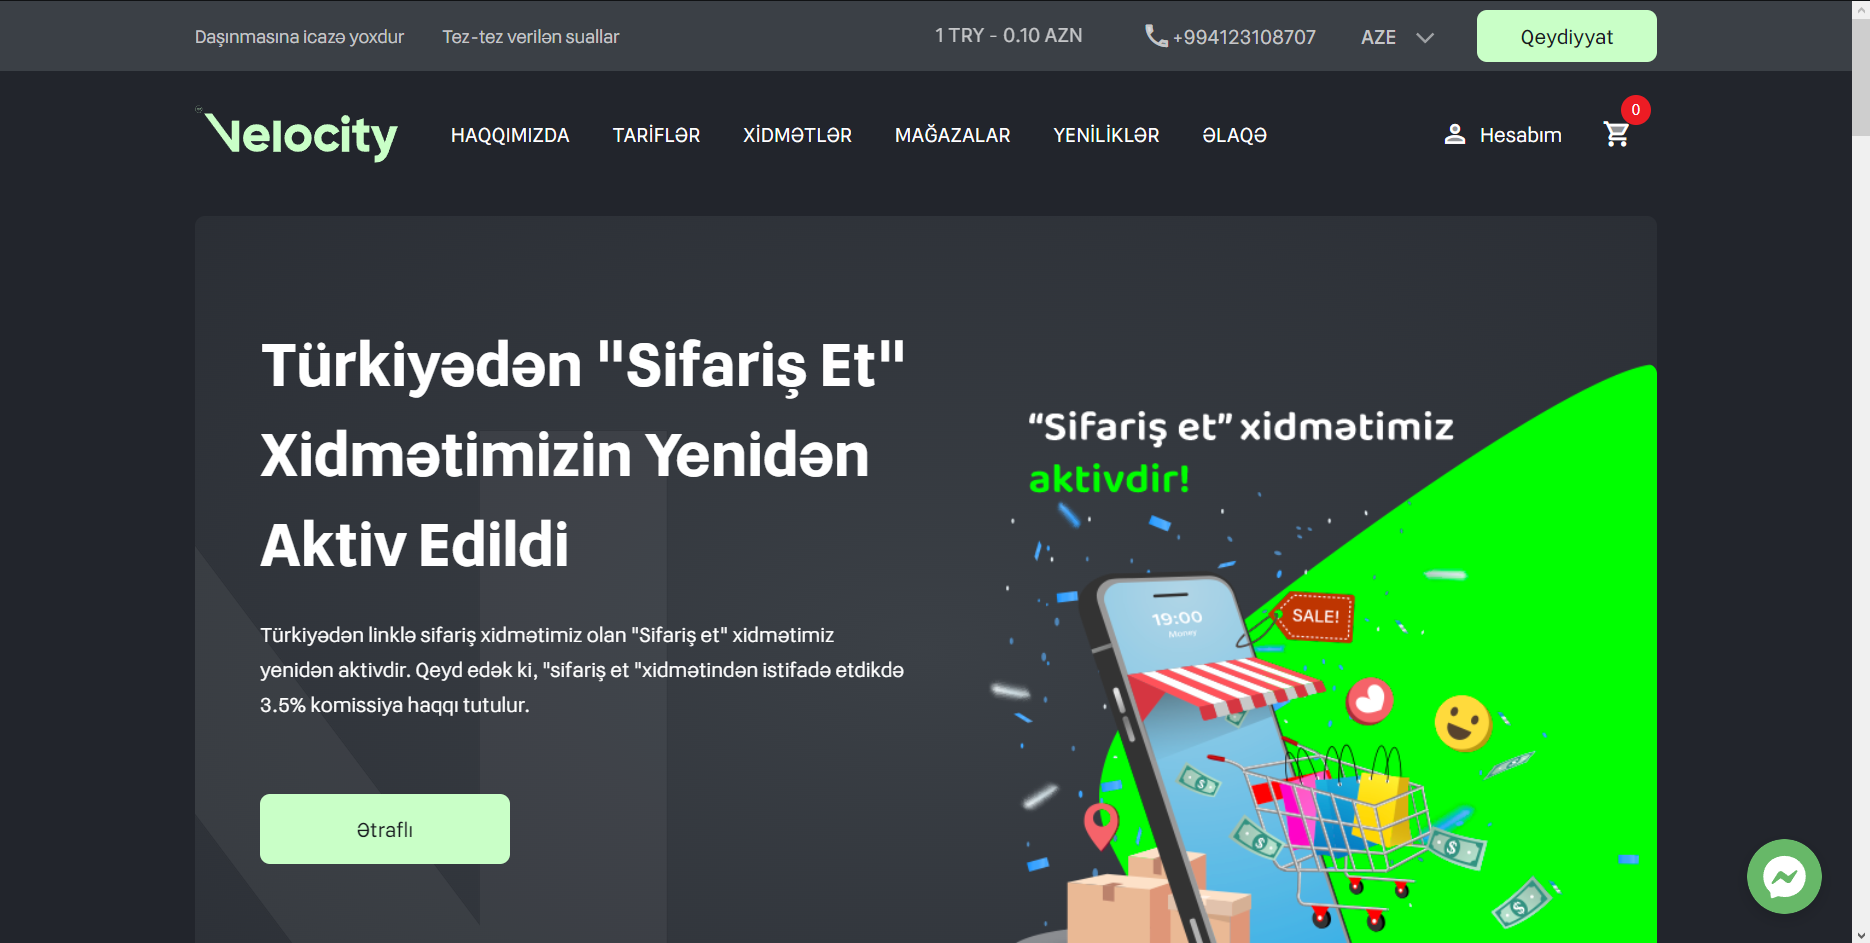 Daşınmasına icazə yoxdur
Tez-tez verilən suallar
1 TRY - 0.10 AZN
+994123108707
AZE
Qeydiyyat
Velocity
HAQQIMIZDA
TARİFLƏR
XİDMƏTLƏR
MAĞAZALAR
YENİLİKLƏR
ƏLAQƏ
Hesabım
0
Türkiyədən "Sifariş Et"
Xidmətimizin Yenidən
Aktiv Edildi
Türkiyədən linklə sifariş xidmətimiz olan "Sifariş et" xidmətimiz
yenidən aktivdir. Qeyd edək ki, "sifariş et "xidmətindən istifadə etdikdə
3.5% komissiya haqqı tutulur.
Ətraflı
“Sifariş et” xidmətimiz
aktivdir!
19:00
Money
SALE!